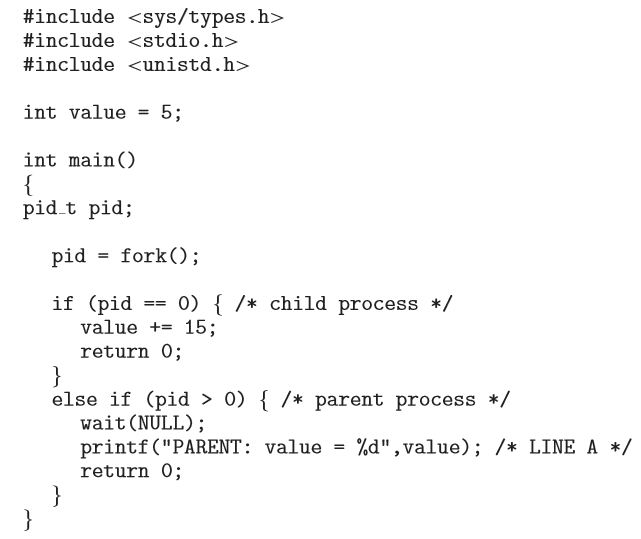 #include <sys/types.h>
#include <stdio.h>
#include <unistd.h>

int value = 5;

int main()
{
pid_t pid;

   pid = fork();

   if (pid == 0) { /* child process */
      value += 15;
      return 0;
   }
   else if (pid > 0) { /* parent process */
      wait(NULL);
      printf("PARENT: value = %d",value); /* LINE A */
      return 0;
   }
}